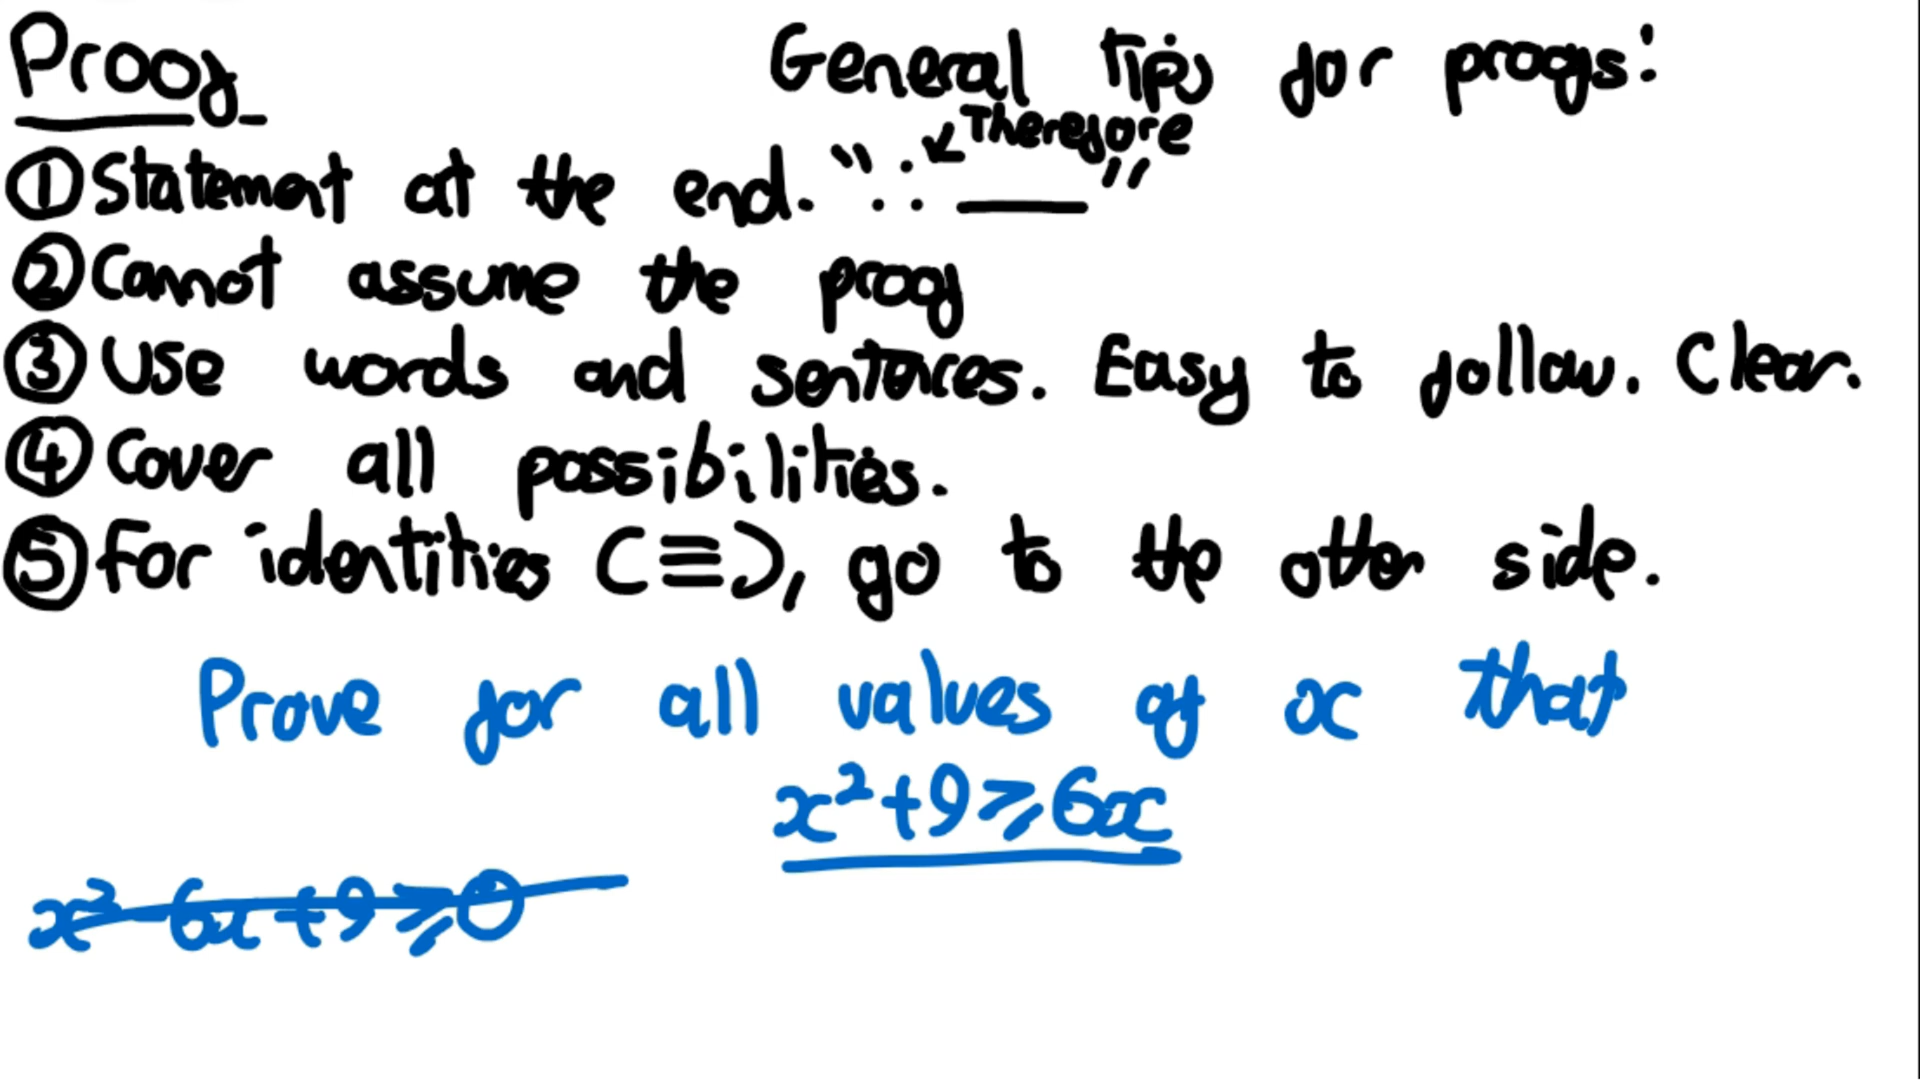 Proof General tips for proofs:
① Statement at the end. "∴ ____" ↙ Therefore
② Cannot assume the proof
③ Use words and sentences. Easy to follow. Clear.
④ Cover all possibilities.
⑤ For identities (≡), go to the other side.
Prove for all values of x that
x²+9⩾6x
x²-6x+9⩾0